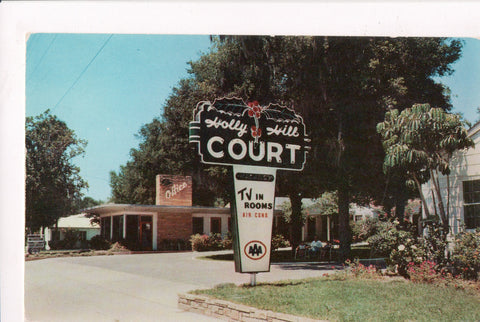 Holly Hill
COURT
TV IN
ROOMS
AIR COND
AAA
Office